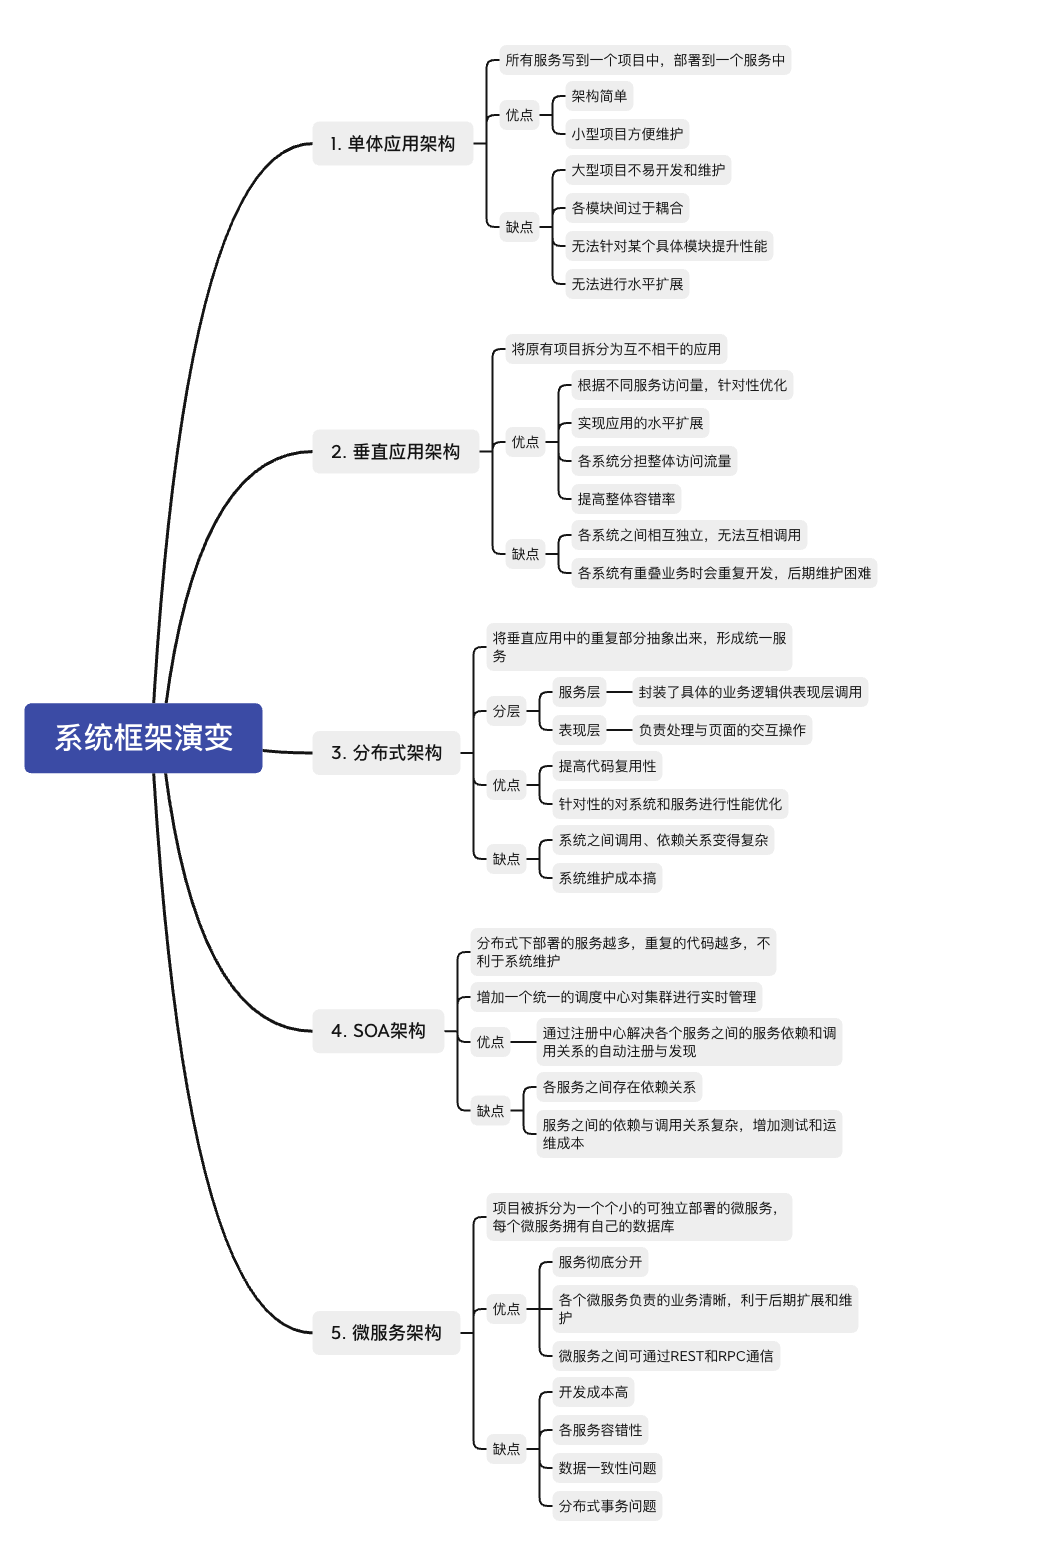 系统框架演变
1. 单体应用架构
所有服务写到一个项目中，部署到一个服务中
优点
架构简单
小型项目方便维护
缺点
大型项目不易开发和维护
各模块间过于耦合
无法针对某个具体模块提升性能
无法进行水平扩展
2. 垂直应用架构
将原有项目拆分为互不相干的应用
优点
根据不同服务访问量，针对性优化
实现应用的水平扩展
各系统分担整体访问流量
提高整体容错率
缺点
各系统之间相互独立，无法互相调用
各系统有重叠业务时会重复开发，后期维护困难
3. 分布式架构
将垂直应用中的重复部分抽象出来，形成统一服
务
分层
服务层
封装了具体的业务逻辑供表现层调用
表现层
负责处理与页面的交互操作
优点
提高代码复用性
针对性的对系统和服务进行性能优化
缺点
系统之间调用、依赖关系变得复杂
系统维护成本搞
4. SOA架构
分布式下部署的服务越多，重复的代码越多，不
利于系统维护
增加一个统一的调度中心对集群进行实时管理
优点
通过注册中心解决各个服务之间的服务依赖和调
用关系的自动注册与发现
缺点
各服务之间存在依赖关系
服务之间的依赖与调用关系复杂，增加测试和运
维成本
5. 微服务架构
项目被拆分为一个个小的可独立部署的微服务，
每个微服务拥有自己的数据库
优点
服务彻底分开
各个微服务负责的业务清晰，利于后期扩展和维
护
微服务之间可通过REST和RPC通信
缺点
开发成本高
各服务容错性
数据一致性问题
分布式事务问题